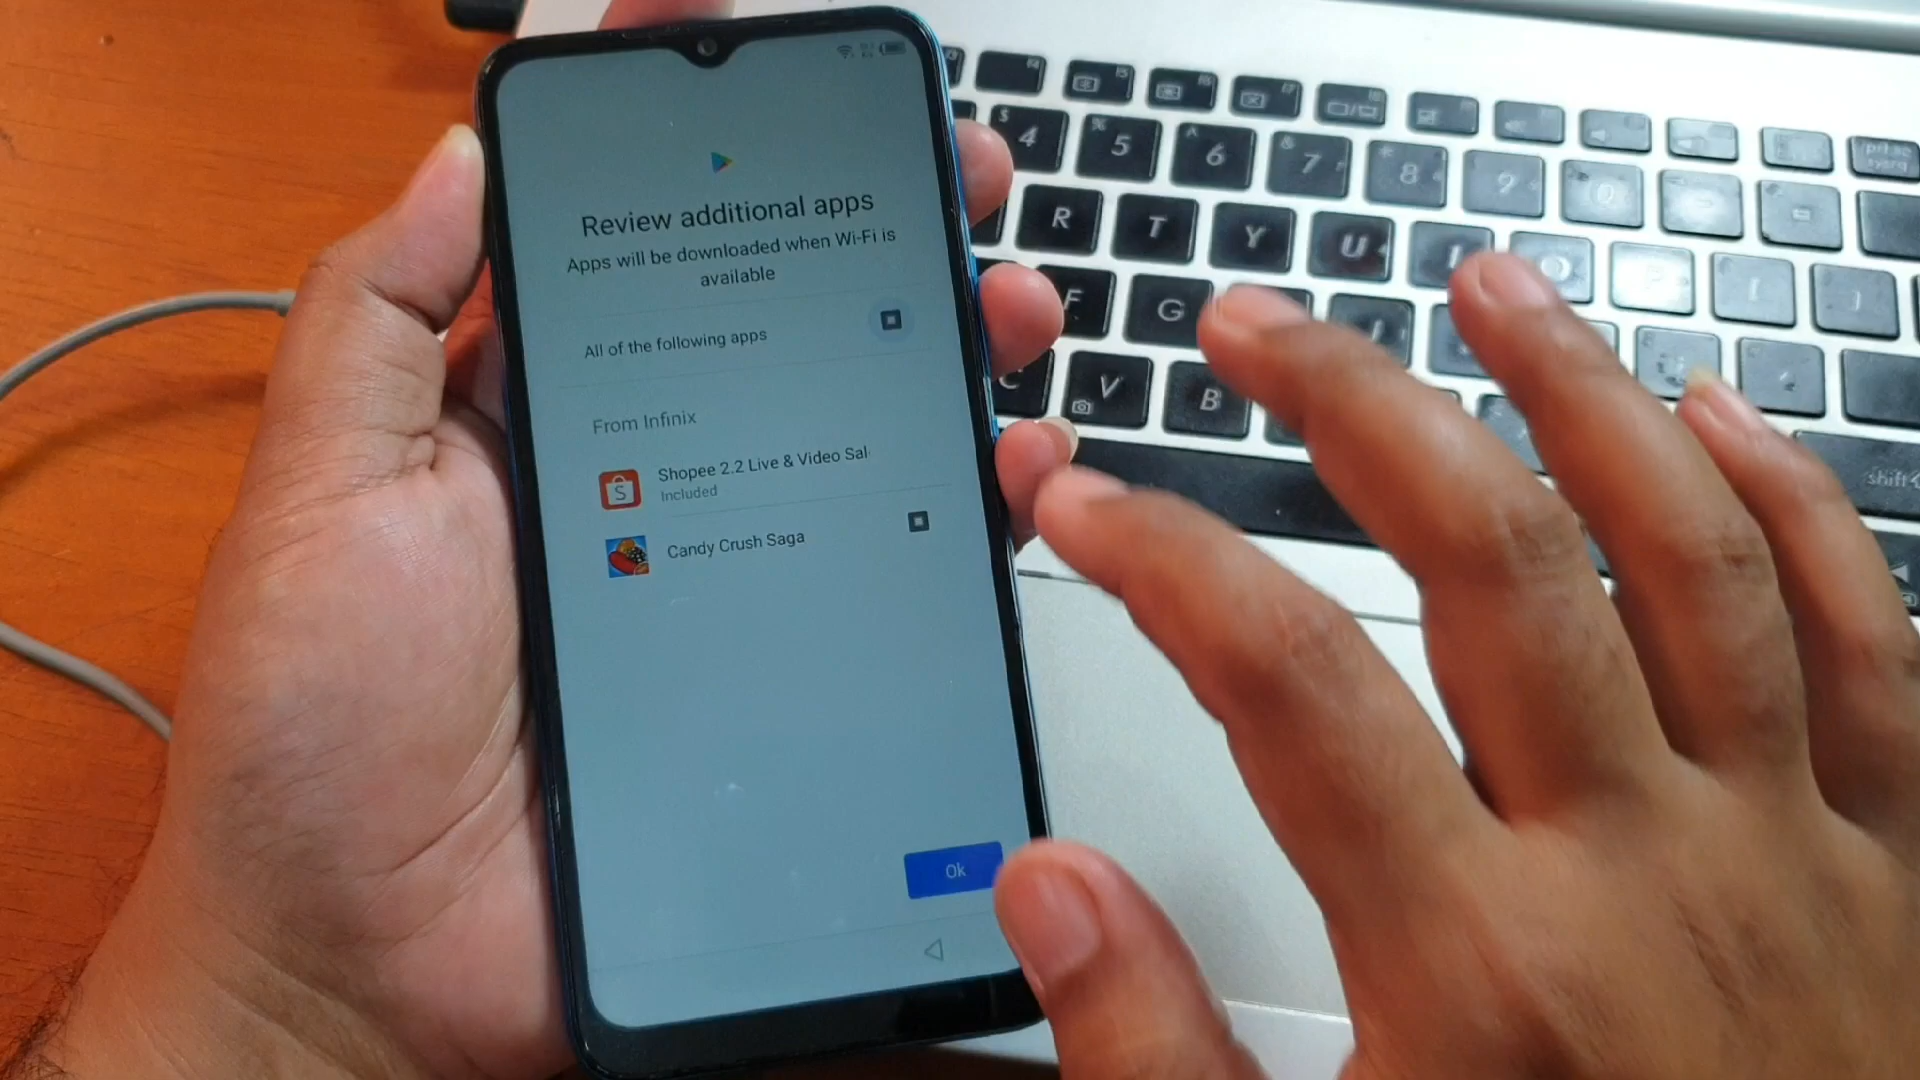 Review additional apps
Apps will be downloaded when Wi-Fi is
available
All of the following apps
From Infinix
S
Shopee 2.2 Live & Video Sal
Included
Candy Crush Saga
Ok
$ 4 % 5 6 & 7 8 9
R T Y U I O P
F G J
C V B
shift